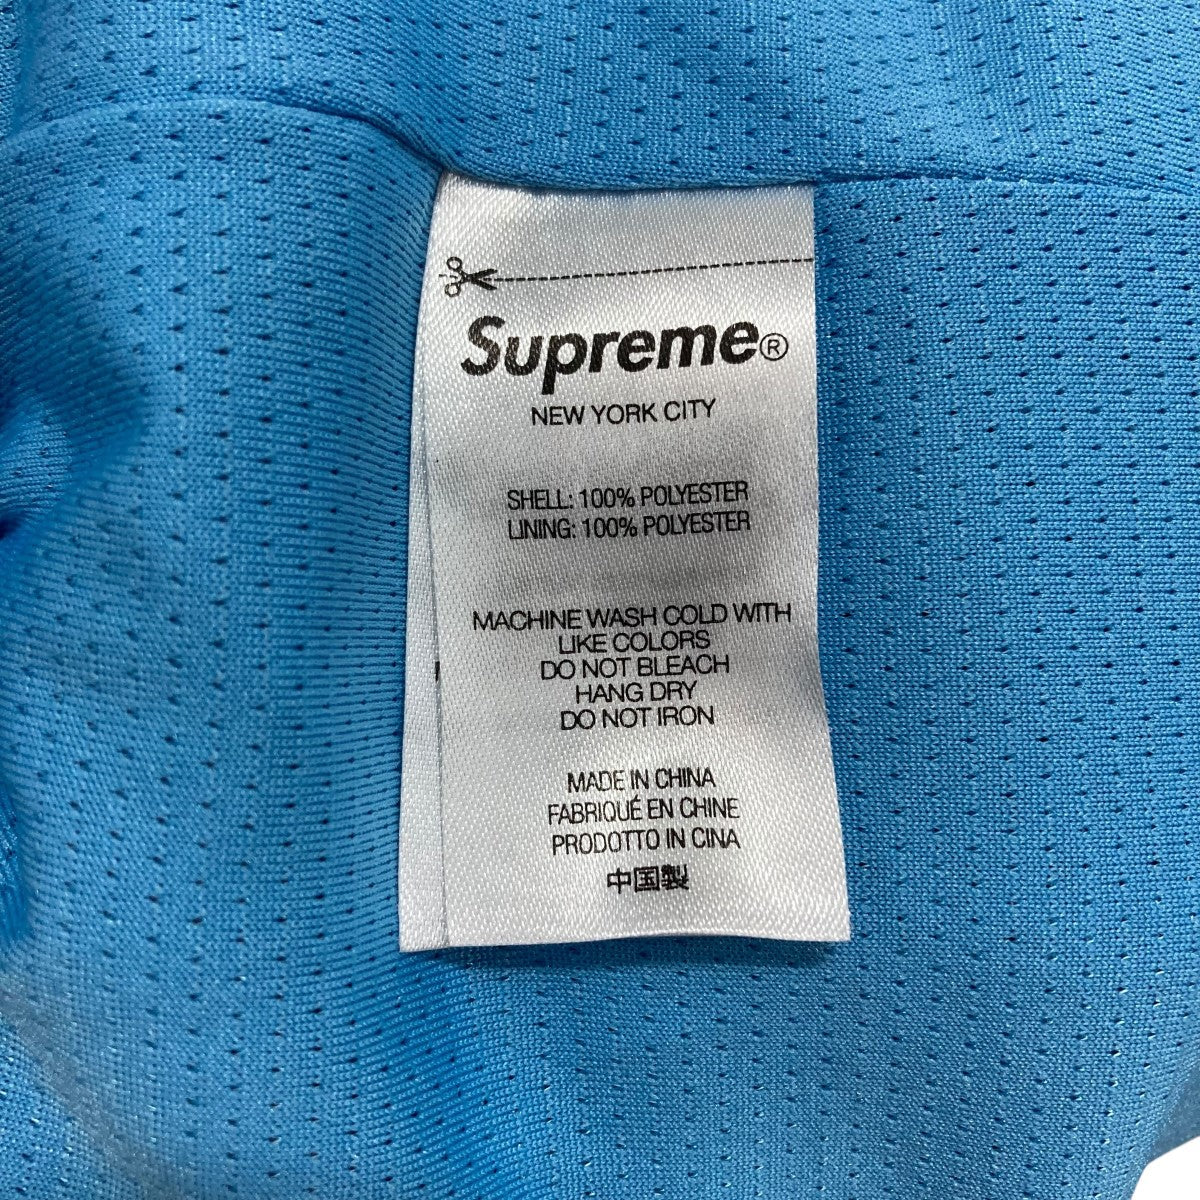 Supreme®
NEW YORK CITY
SHELL: 100% POLYESTER
LINING: 100% POLYESTER
MACHINE WASH COLD WITH
LIKE COLORS
DO NOT BLEACH
HANG DRY
DO NOT IRON
MADE IN CHINA
FABRIQUÉ EN CHINE
PRODOTTO IN CINA
中国製